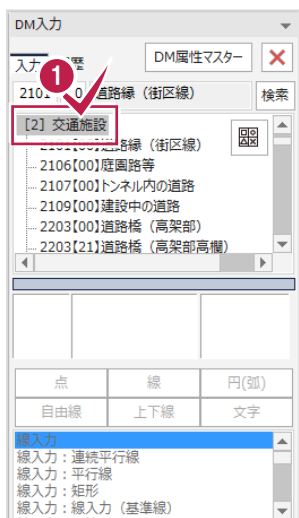 DM入力
入力
歴
DM属性マスター
1
2101
0
道路縁（街区線）
検索
[2] 交通施設
路縁（街区線）
2106【00】庭園路等
2107【00】トンネル内の道路
2109【00】建設中の道路
2203【00】道路橋（高架部）
2203【21】道路橋（高架部高欄）
点
線
円(弧)
自由線
上下線
文字
線入力
線入力：連続平行線
線入力：平行線
線入力：矩形
線入力：線入力（基準線）